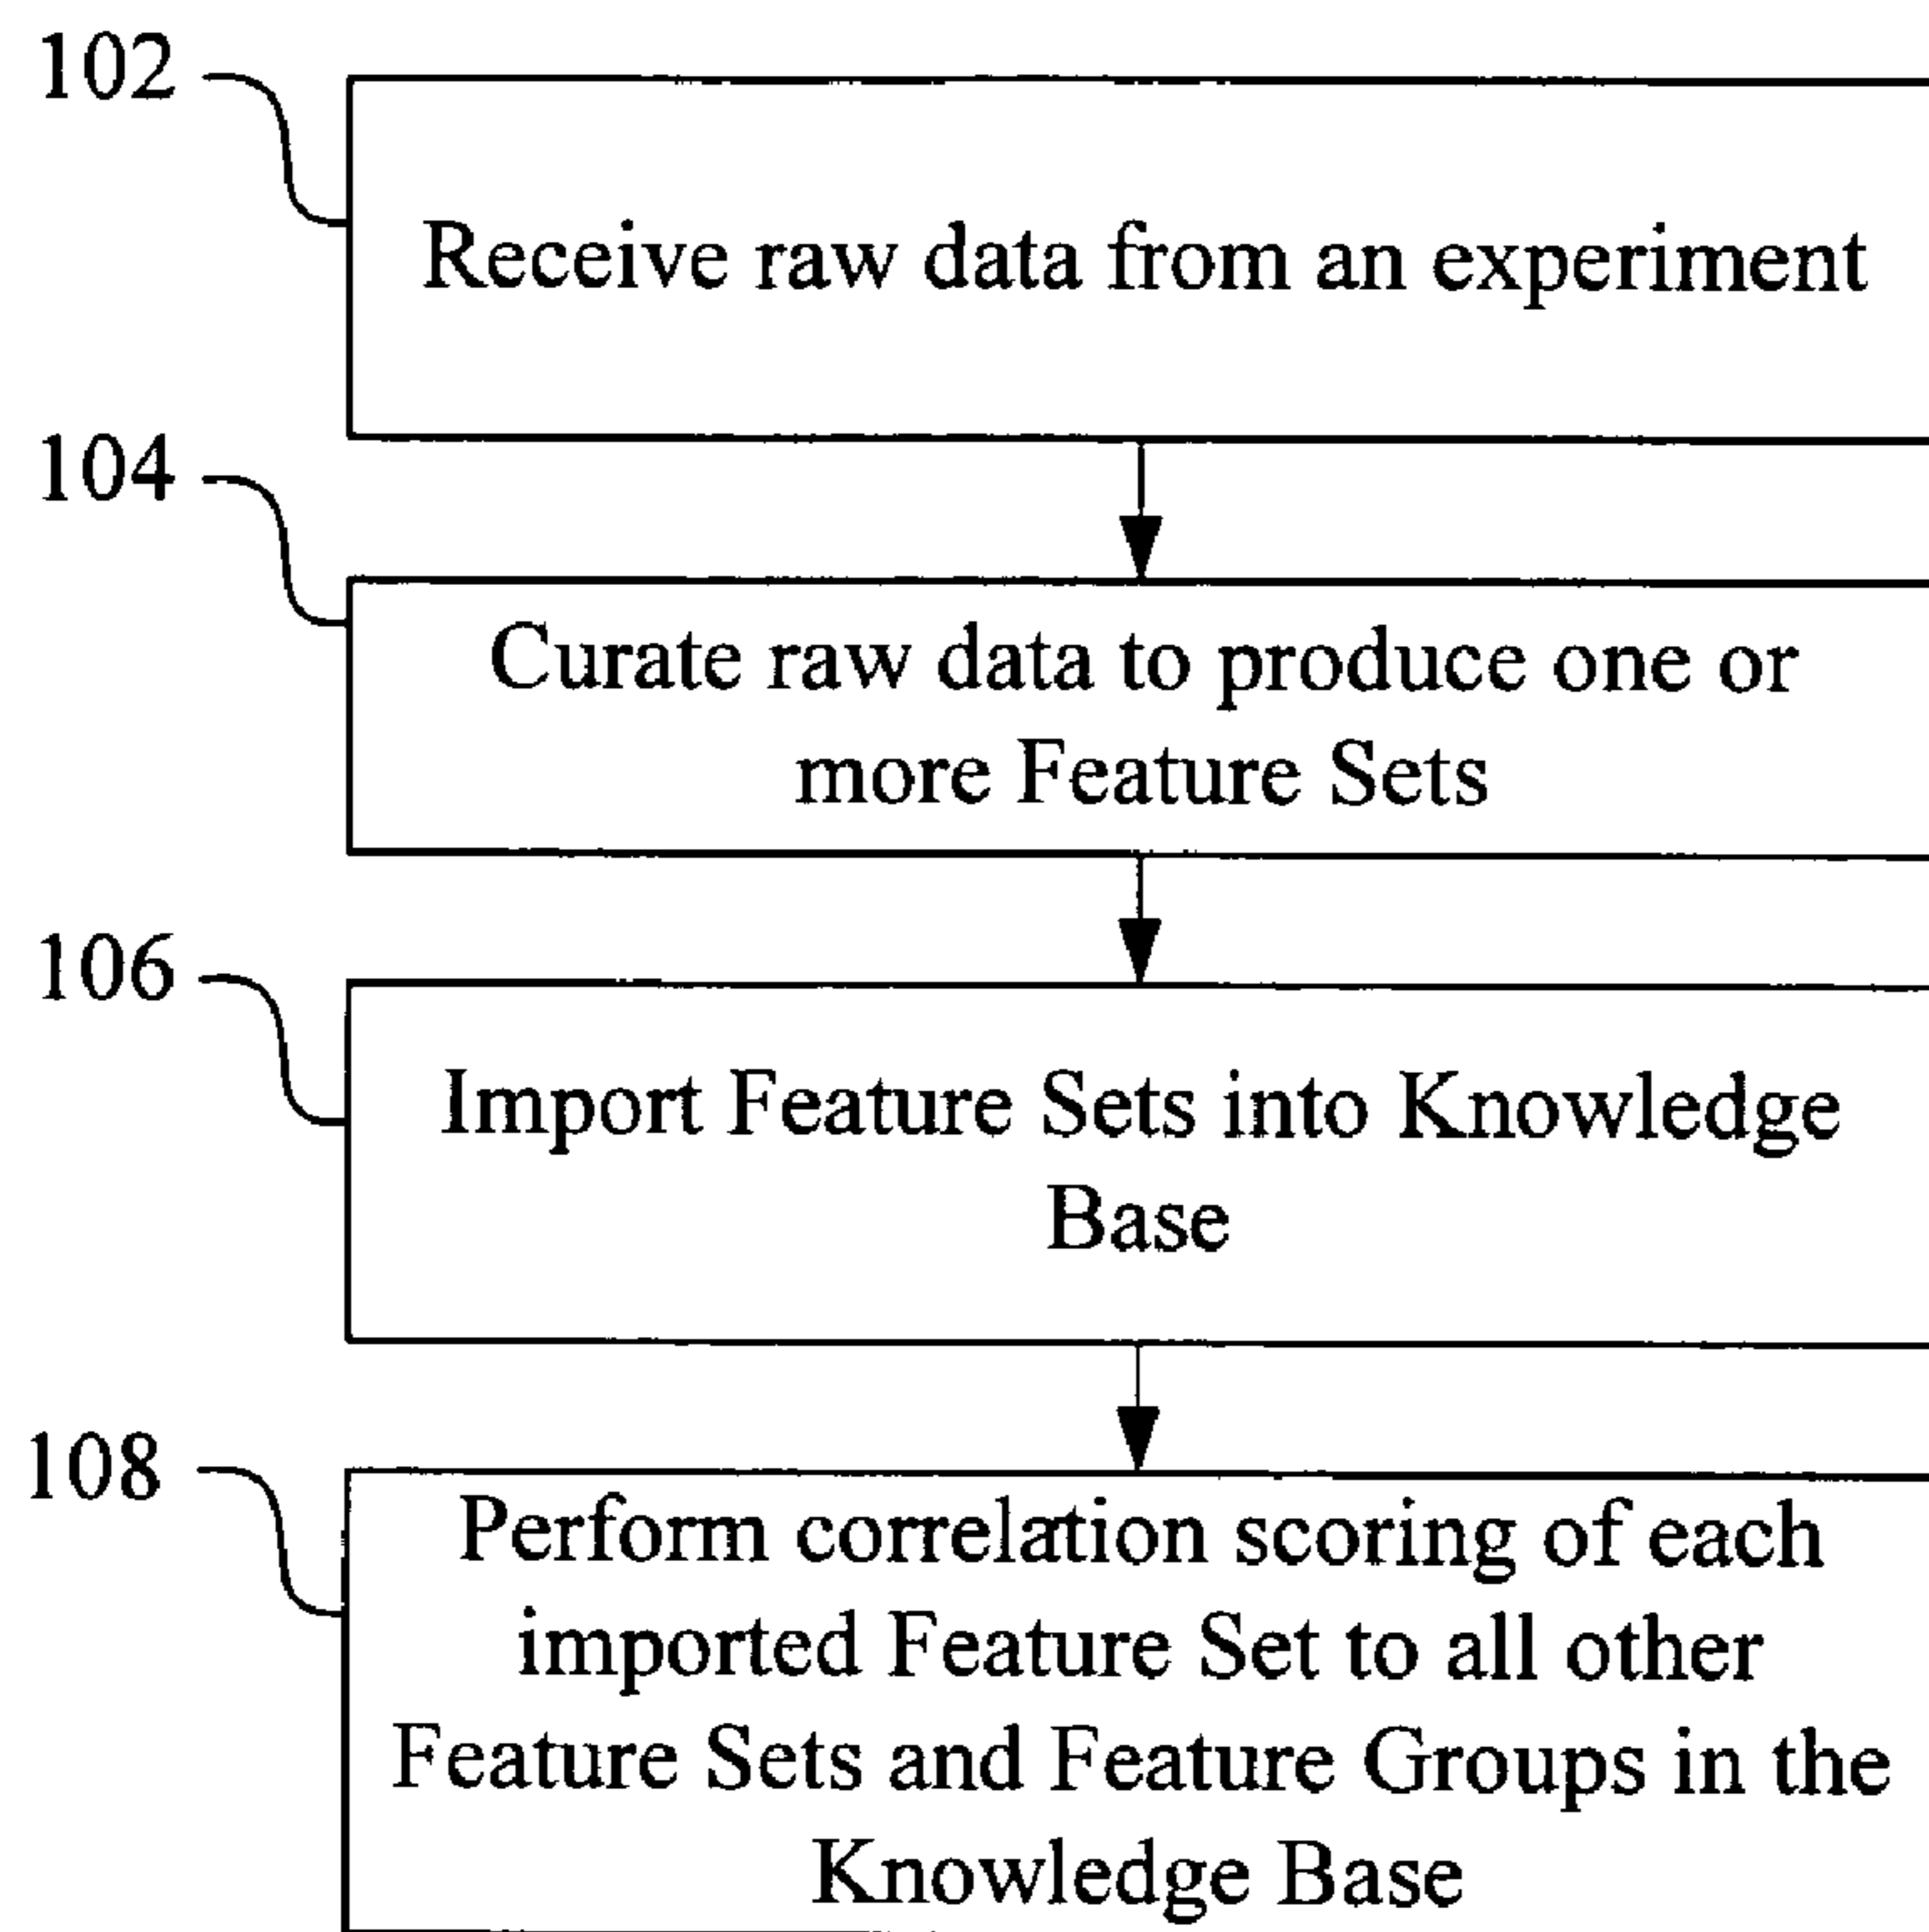 102
Receive raw data from an experiment
104
Curate raw data to produce one or
more Feature Sets
106
Import Feature Sets into Knowledge
Base
108
Perform correlation scoring of each
imported Feature Set to all other
Feature Sets and Feature Groups in the
Knowledge Base